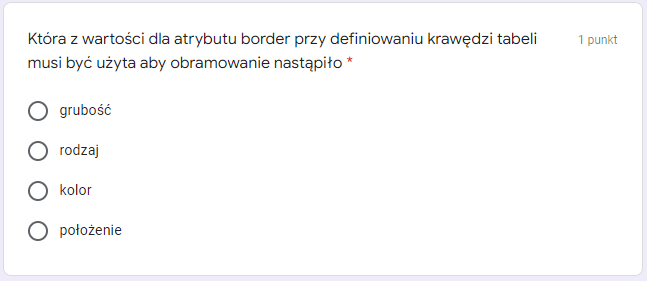 Która z wartości dla atrybutu border przy definiowaniu krawędzi tabeli
1 punkt
musi być użyta aby obramowanie nastąpiło *
grubość
rodzaj
kolor
położenie